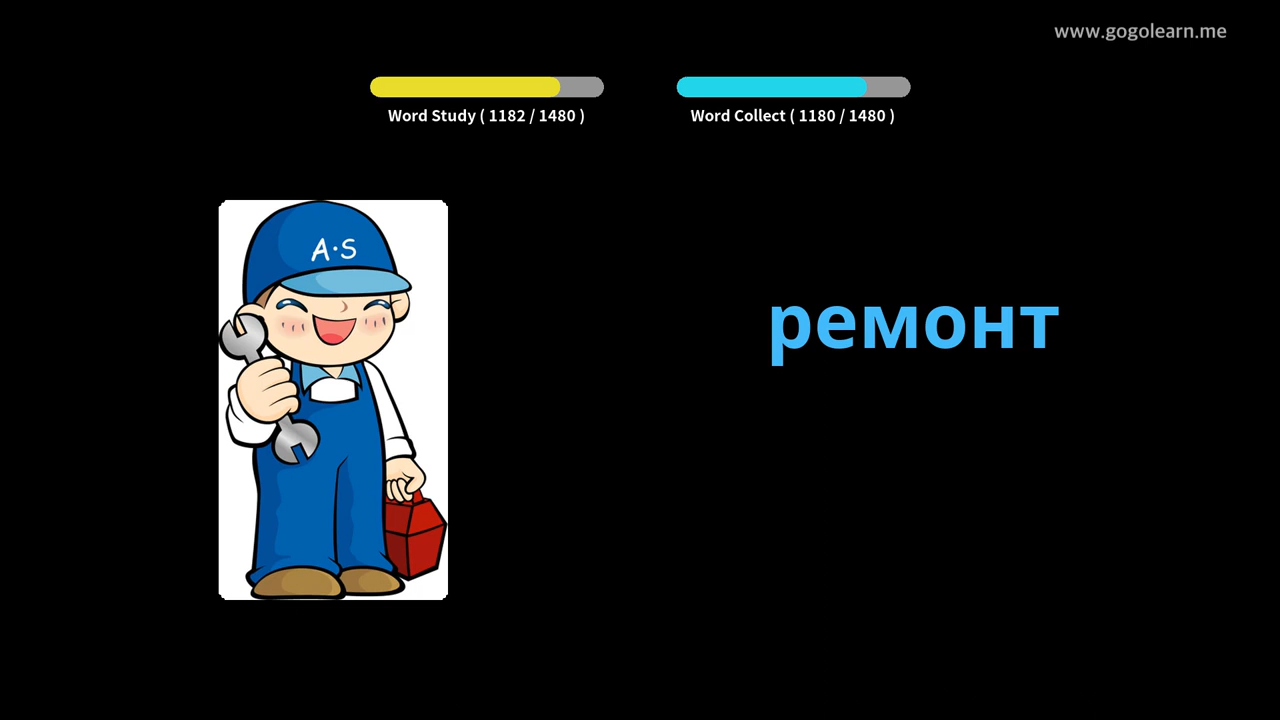 www.gogolearn.me
Word Study ( 1182 / 1480 )
Word Collect ( 1180 / 1480 )
A·S
ремонт